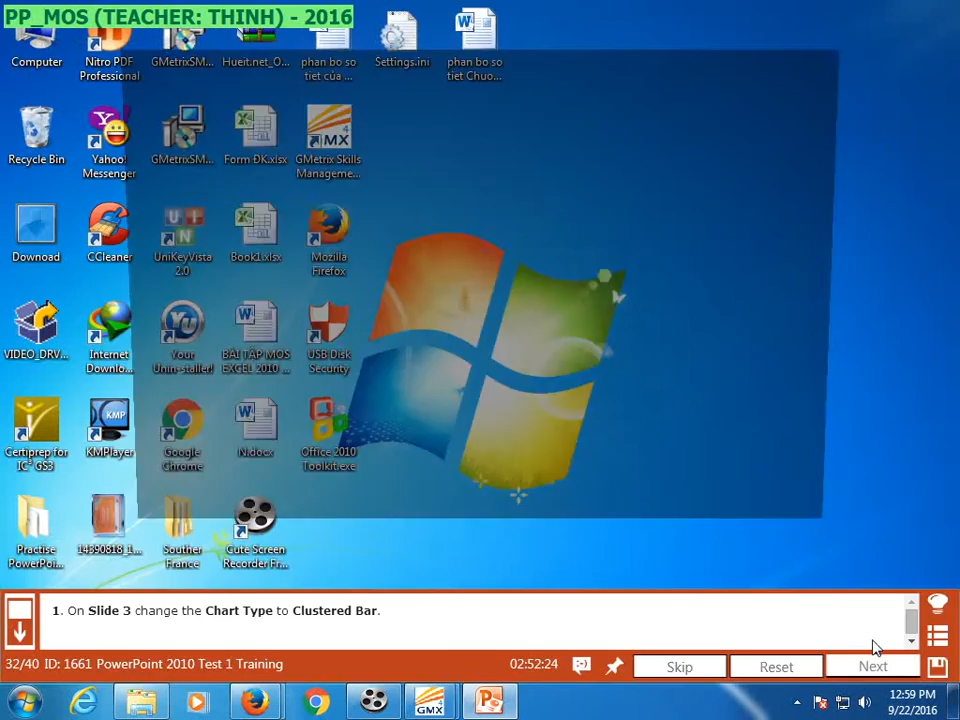 PP_MOS (TEACHER: THINH) - 2016
Computer
Nitro PDF Professional
GMetrixSM...
Hueit.net_O...
phan bo so tiet của ...
Settings.ini
phan bo so tiet Chuo...
Recycle Bin
Yahoo! Messenger
GMetrixSM...
Form ĐK.xlsx
GMetrix Skills Manageme...
Downoad
CCleaner
UniKeyVista 2.0
Book1.xlsx
Mozilla Firefox
VIDEO_DRV...
Internet Downlo...
Your Unin-staller!
BÀI TẬP MOS EXCEL 2010 ...
USB Disk Security
Certiprep for IC³ GS3
KMPlayer
Google Chrome
N.docx
Office 2010 Toolkit.exe
Practise PowerPoi...
14390818_1...
Souther France
Cute Screen Recorder Fr...
1. On Slide 3 change the Chart Type to Clustered Bar.
32/40 ID: 1661 PowerPoint 2010 Test 1 Training
02:52:24
Skip
Reset
Next
12:59 PM
9/22/2016